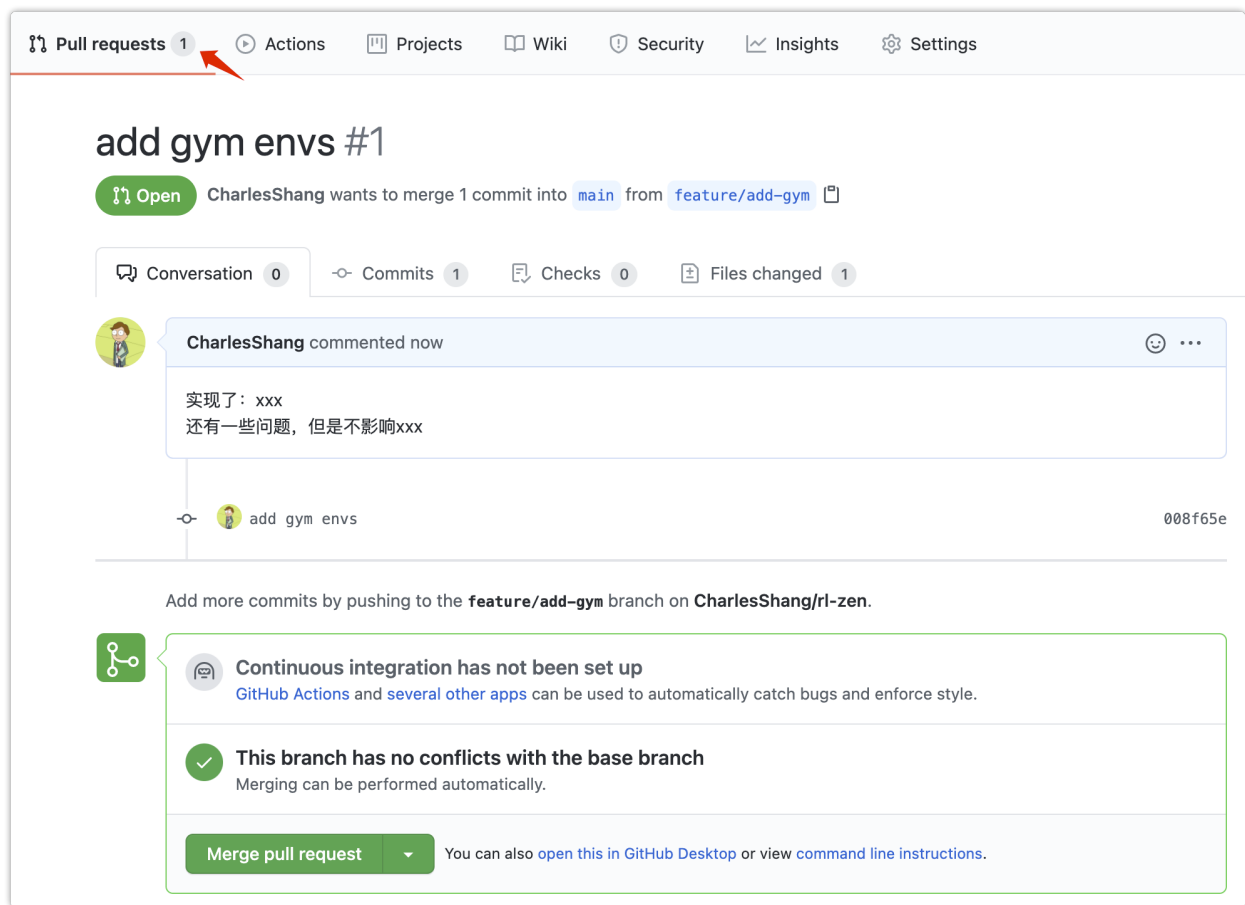 Pull requests 1 Actions Projects Wiki Security Insights Settings
add gym envs #1
Open CharlesShang wants to merge 1 commit into main from feature/add-gym
Conversation 0 Commits 1 Checks 0 Files changed 1
CharlesShang commented now
实现了：xxx
还有一些问题，但是不影响xxx
add gym envs 008f65e
Add more commits by pushing to the feature/add-gym branch on CharlesShang/rl-zen.
Continuous integration has not been set up
GitHub Actions and several other apps can be used to automatically catch bugs and enforce style.
This branch has no conflicts with the base branch
Merging can be performed automatically.
Merge pull request You can also open this in GitHub Desktop or view command line instructions.